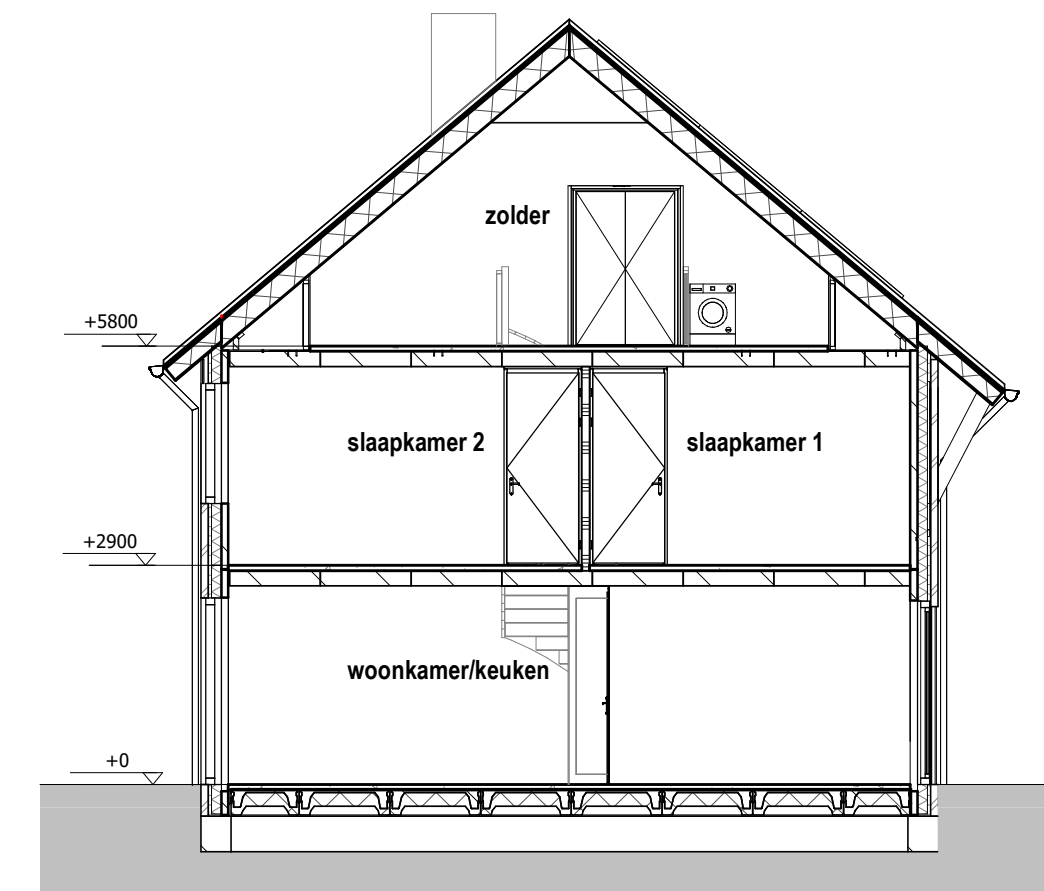 zolder
+5800
slaapkamer 2
slaapkamer 1
+2900
woonkamer/keuken
+0